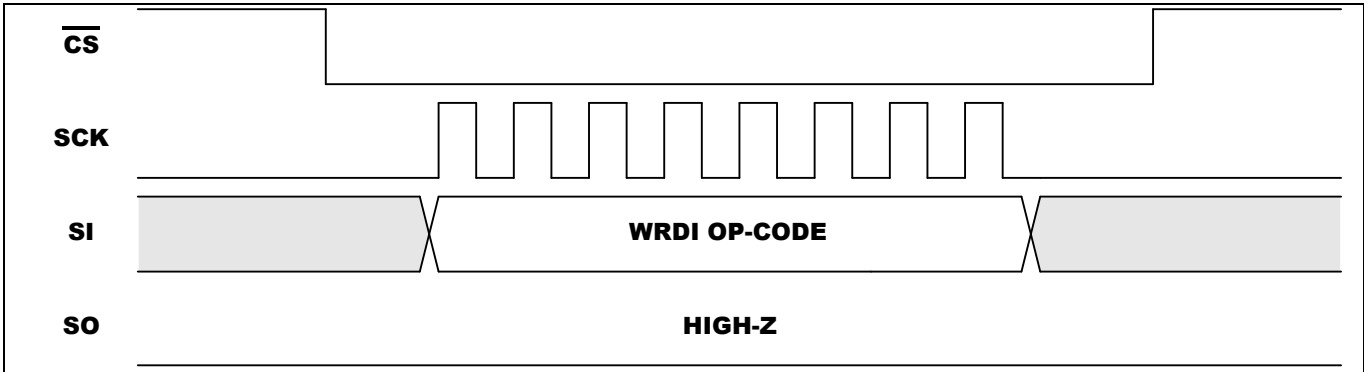 CS
SCK
SI
WRDI OP-CODE
SO
HIGH-Z